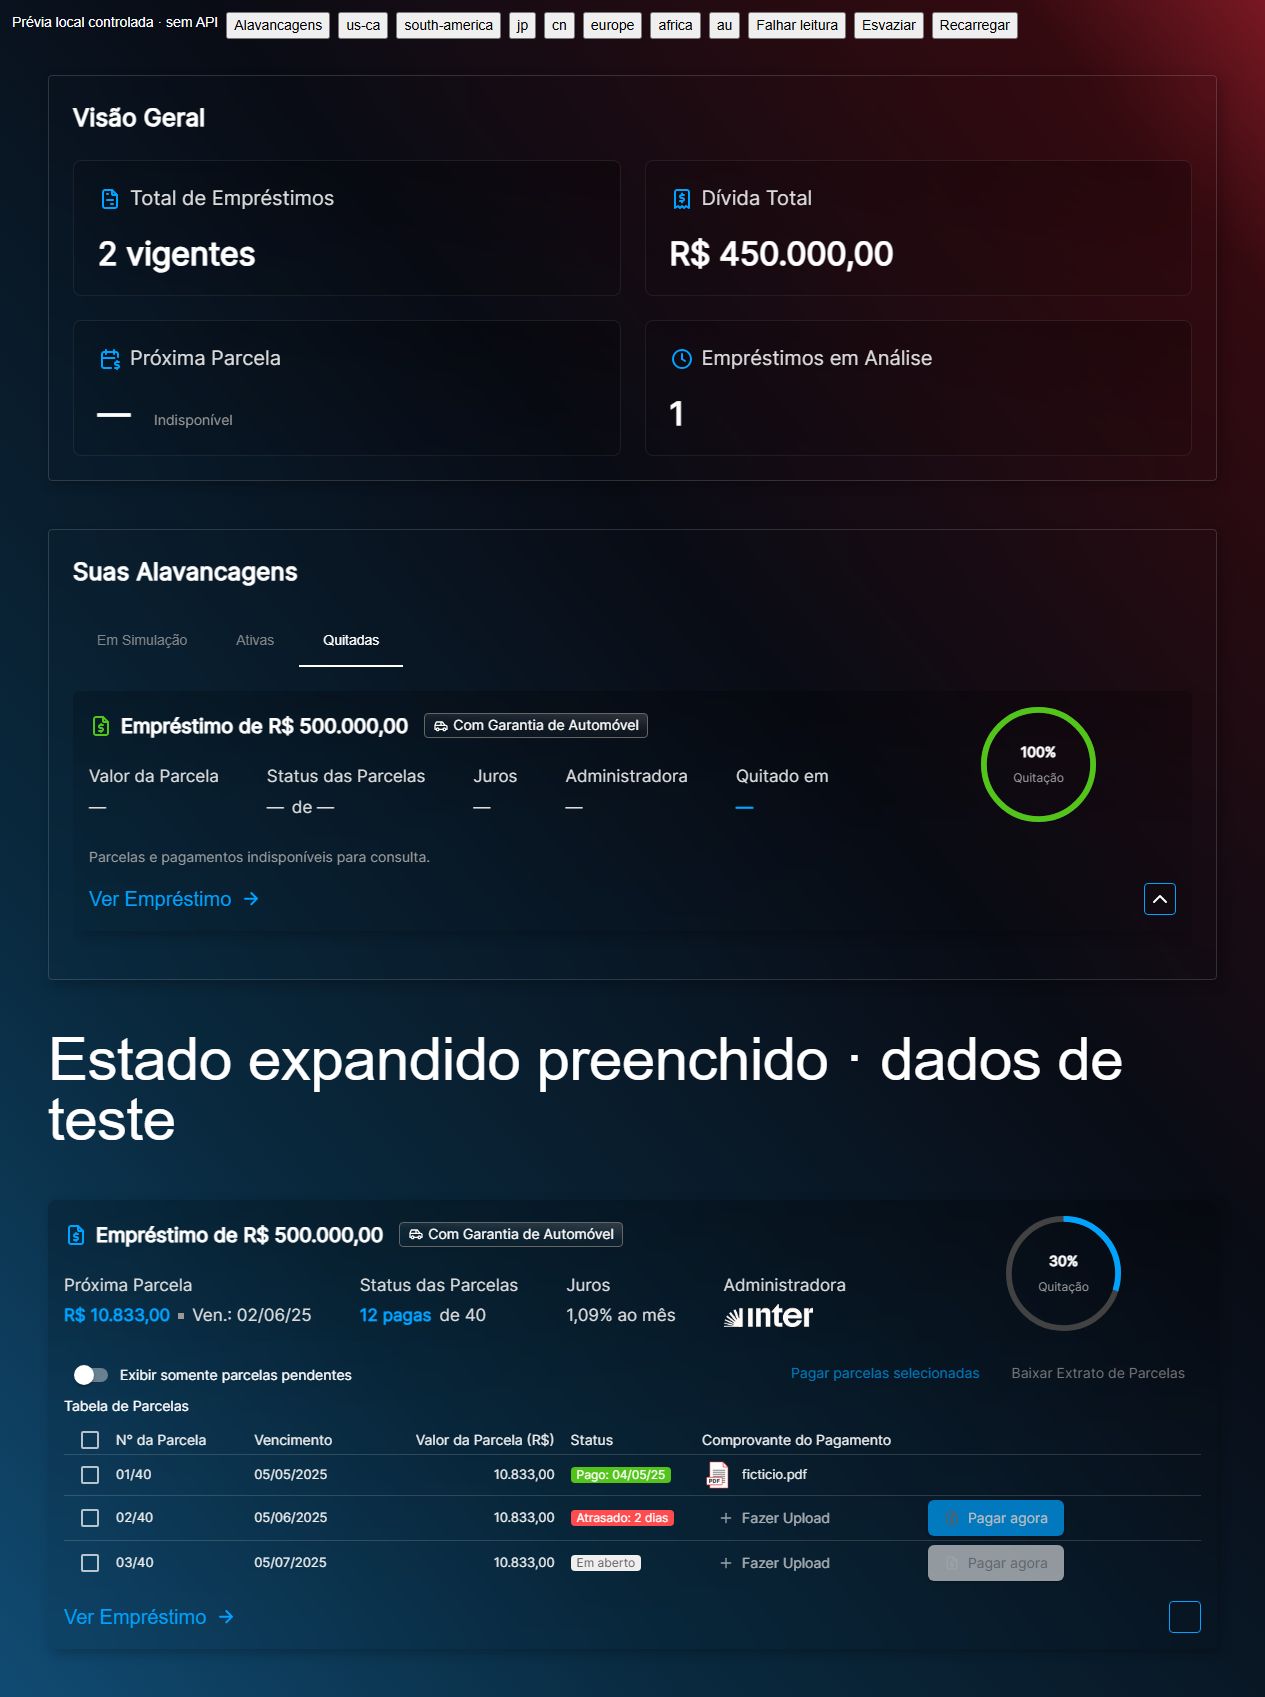 Prévia local controlada · sem API Alavancagens us-ca south-america jp cn europe africa au Falhar leitura Esvaziar Recarregar
Visão Geral
Total de Empréstimos
2 vigentes
Dívida Total
R$ 450.000,00
Próxima Parcela
— Indisponível
Empréstimos em Análise
1
Suas Alavancagens
Em Simulação Ativas Quitadas
Empréstimo de R$ 500.000,00 Com Garantia de Automóvel
Valor da Parcela Status das Parcelas Juros Administradora Quitado em
— — de — — — —
100%
Quitação
Parcelas e pagamentos indisponíveis para consulta.
Ver Empréstimo
Estado expandido preenchido · dados de
teste
Empréstimo de R$ 500.000,00 Com Garantia de Automóvel
Próxima Parcela Status das Parcelas Juros Administradora
R$ 10.833,00 Ven.: 02/06/25 12 pagas de 40 1,09% ao mês inter
30%
Quitação
Exibir somente parcelas pendentes Pagar parcelas selecionadas Baixar Extrato de Parcelas
Tabela de Parcelas
N° da Parcela Vencimento Valor da Parcela (R$) Status Comprovante do Pagamento
01/40 05/05/2025 10.833,00 Pago: 04/05/25 PDF ficticio.pdf
02/40 05/06/2025 10.833,00 Atrasado: 2 dias Fazer Upload Pagar agora
03/40 05/07/2025 10.833,00 Em aberto Fazer Upload Pagar agora
Ver Empréstimo